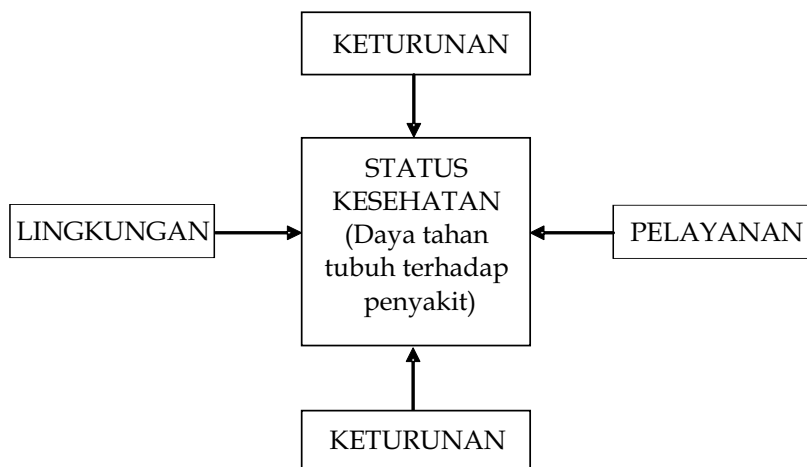 KETURUNAN
STATUS
KESEHATAN
(Daya tahan
tubuh terhadap
penyakit)
LINGKUNGAN
PELAYANAN
KETURUNAN